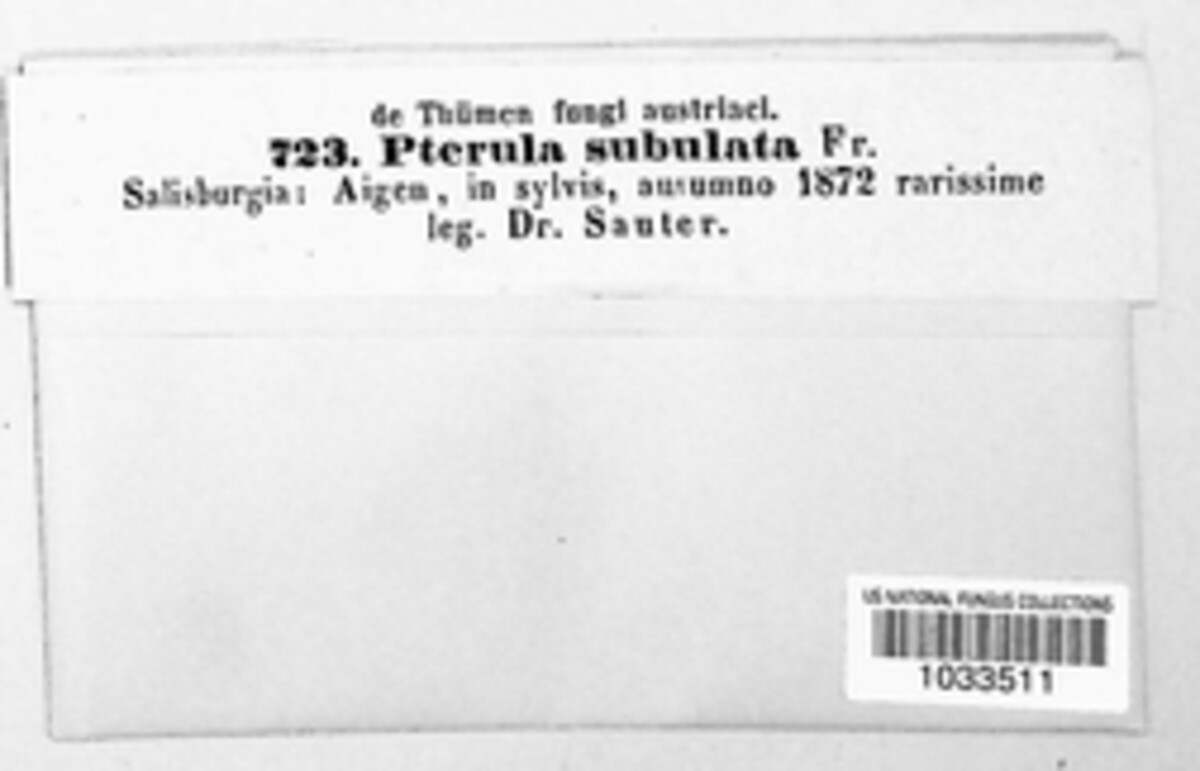 de Thümen fungi austriaci.
723. Pterula subulata Fr.
Salisburgia: Aigen, in sylvis, autumno 1872 rarissime
leg. Dr. Sauter.
US NATIONAL FUNGUS COLLECTIONS
1033511